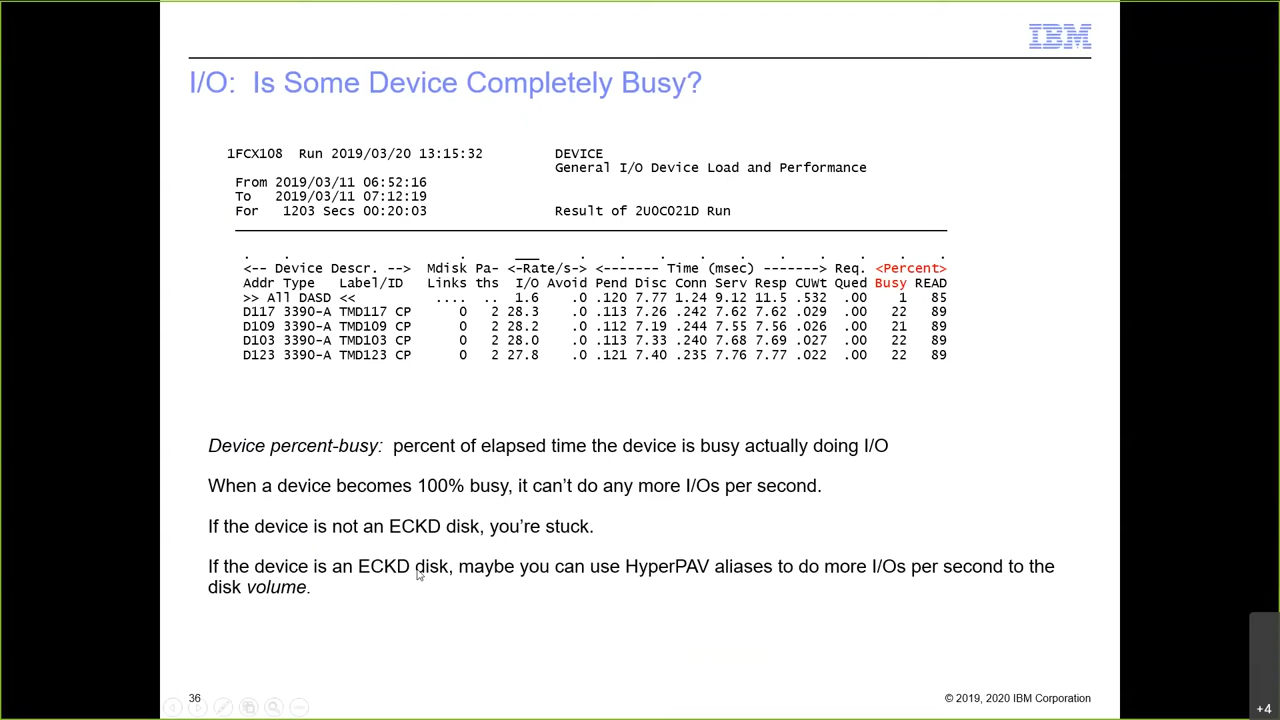 IBM
I/O:  Is Some Device Completely Busy?
1FCX108  Run 2019/03/20 13:15:32         DEVICE
                                         General I/O Device Load and Performance
 From 2019/03/11 06:52:16
 To   2019/03/11 07:12:19
 For   1203 Secs 00:20:03                Result of 2U0C021D Run
 .    .                    .      .     ___    .      .    .    .    .    .    .     .      .    .
<-- Device Descr. -->  Mdisk Pa- <-Rate/s-> <------- Time (msec) -------> Req. <Percent>
Addr Type   Label/ID   Links ths  I/O Avoid Pend Disc Conn Serv Resp CUWt Qued Busy READ
>> All DASD <<          ....  ..  1.6    .0 .120 7.77 1.24 9.12 11.5 .532  .00    1   85
D117 3390-A TMD117 CP      0   2 28.3    .0 .113 7.26 .242 7.62 7.62 .029  .00   22   89
D109 3390-A TMD109 CP      0   2 28.2    .0 .112 7.19 .244 7.55 7.56 .026  .00   21   89
D103 3390-A TMD103 CP      0   2 28.0    .0 .113 7.33 .240 7.68 7.69 .027  .00   22   89
D123 3390-A TMD123 CP      0   2 27.8    .0 .121 7.40 .235 7.76 7.77 .022  .00   22   89
Device percent-busy:  percent of elapsed time the device is busy actually doing I/O
When a device becomes 100% busy, it can't do any more I/Os per second.
If the device is not an ECKD disk, you're stuck.
If the device is an ECKD disk, maybe you can use HyperPAV aliases to do more I/Os per second to the
disk volume.
36
© 2019, 2020 IBM Corporation
+4